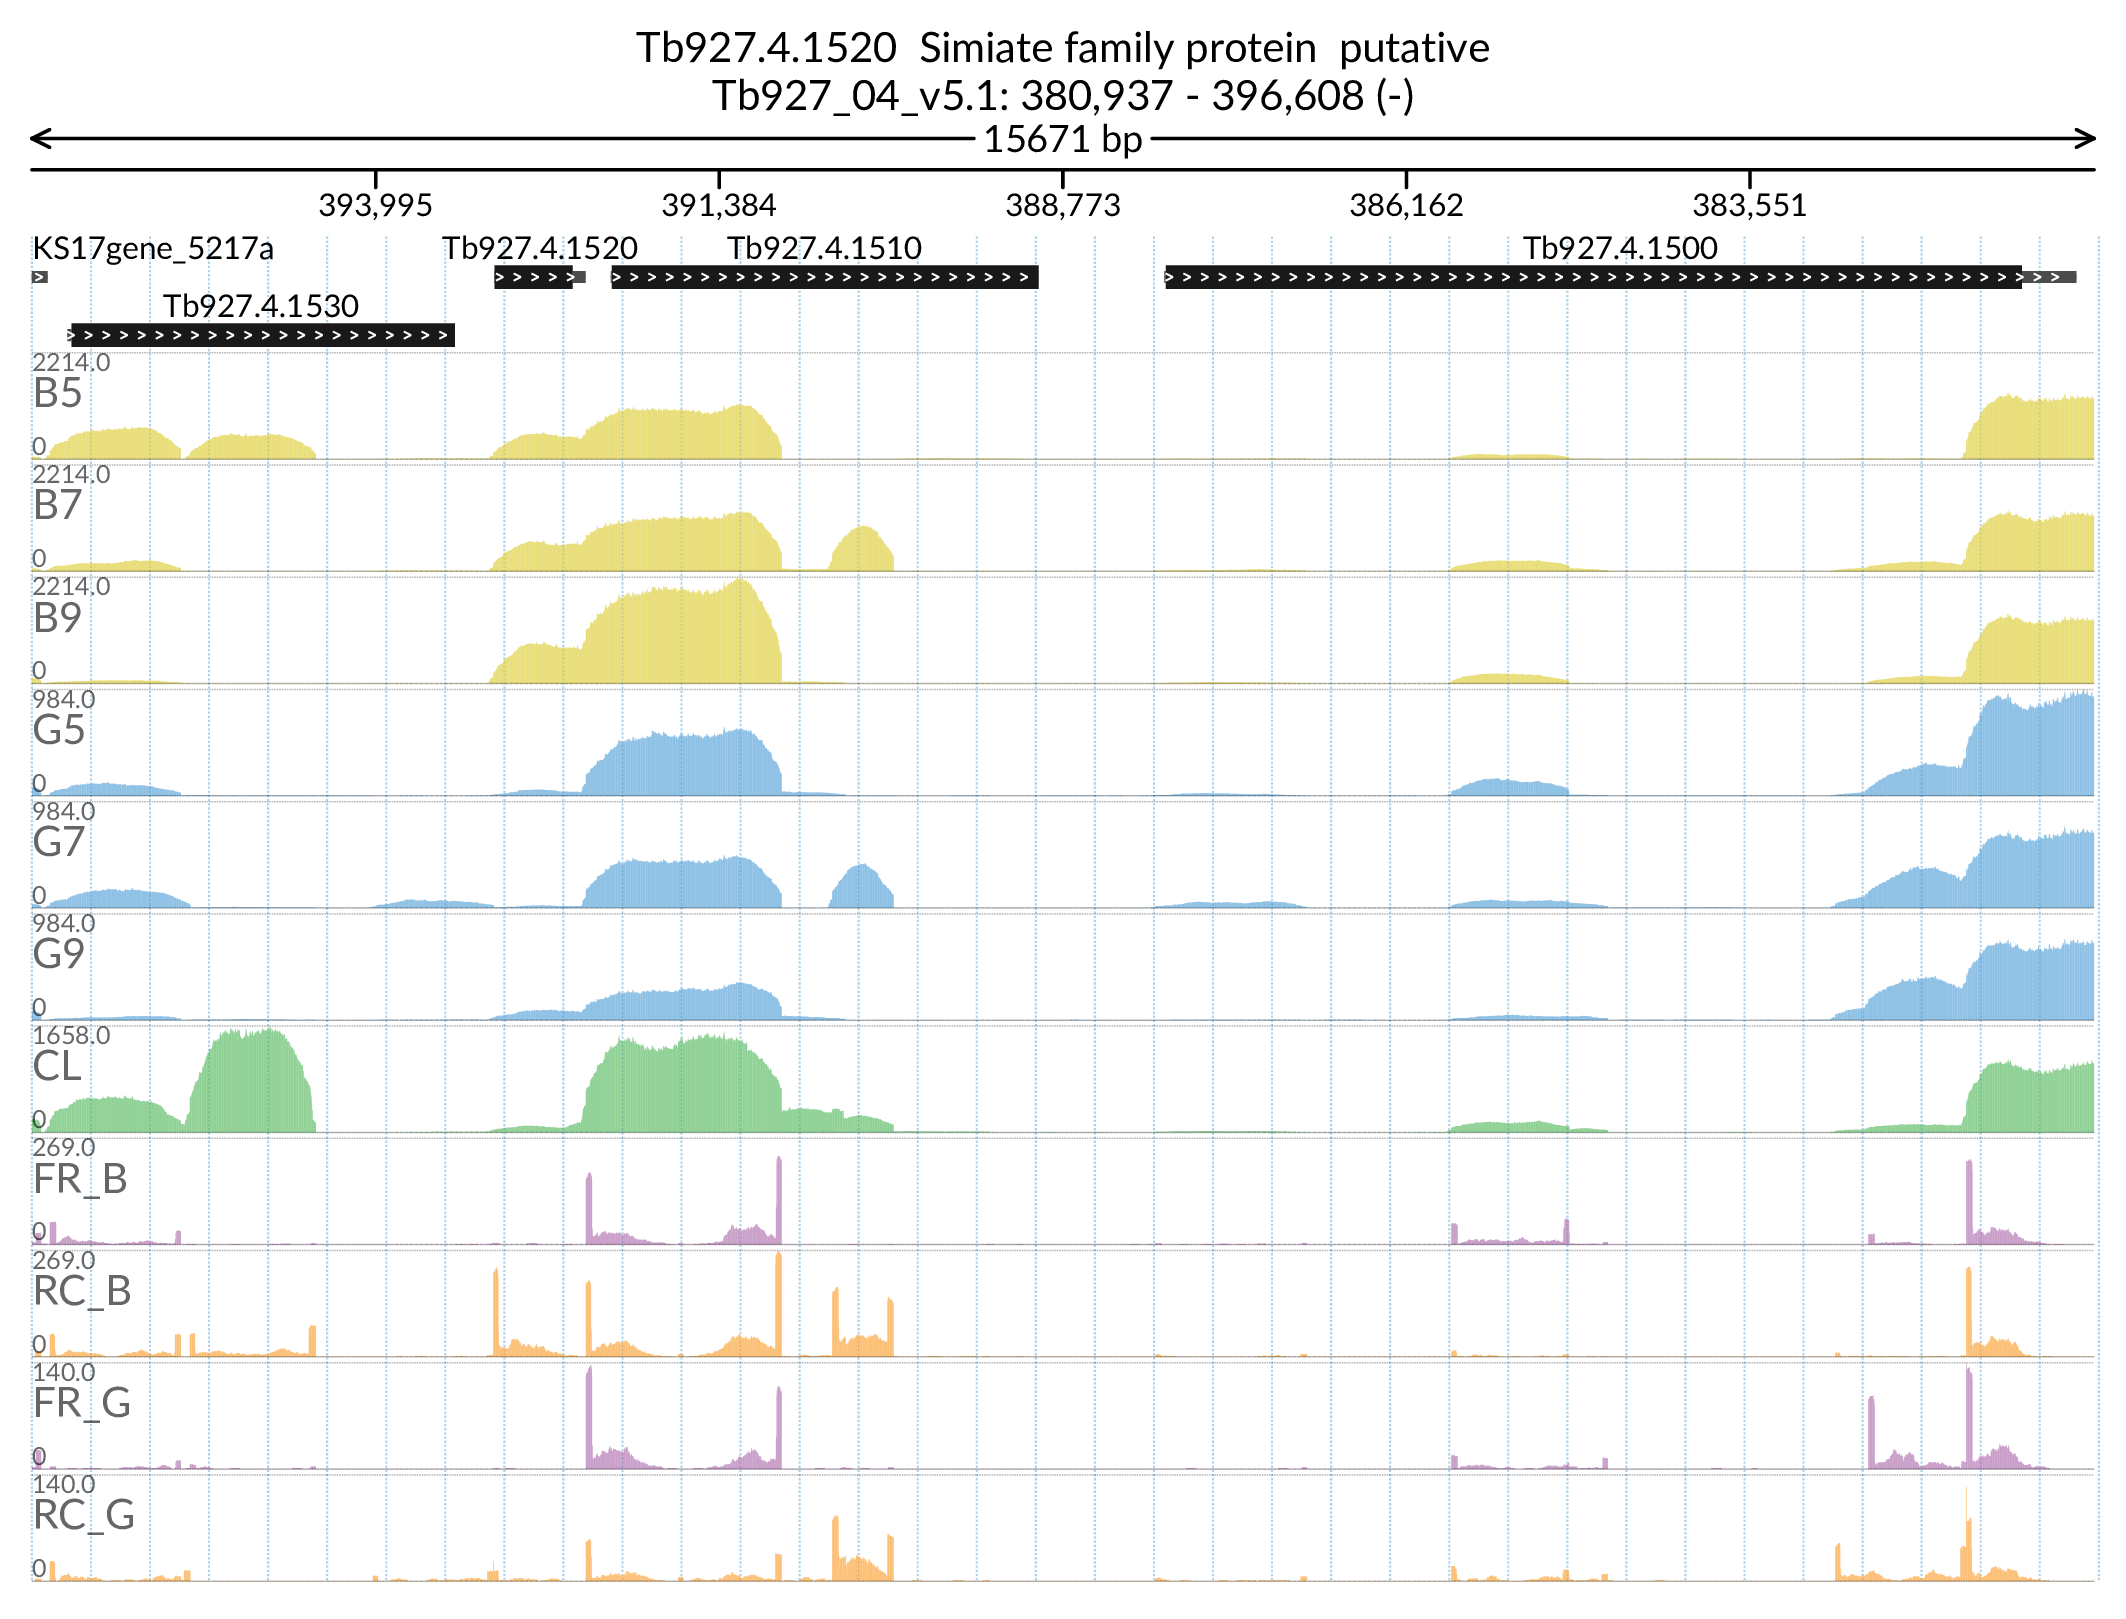 Tb927.4.1520  Simiate family protein  putative
Tb927_04_v5.1: 380,937 - 396,608 (-)
15671 bp
393,995 391,384 388,773 386,162 383,551
KS17gene_5217a Tb927.4.1520 Tb927.4.1510 Tb927.4.1500
Tb927.4.1530
2214.0
B5
0
2214.0
B7
0
2214.0
B9
0
984.0
G5
0
984.0
G7
0
984.0
G9
0
1658.0
CL
0
269.0
FR_B
0
269.0
RC_B
0
140.0
FR_G
0
140.0
RC_G
0